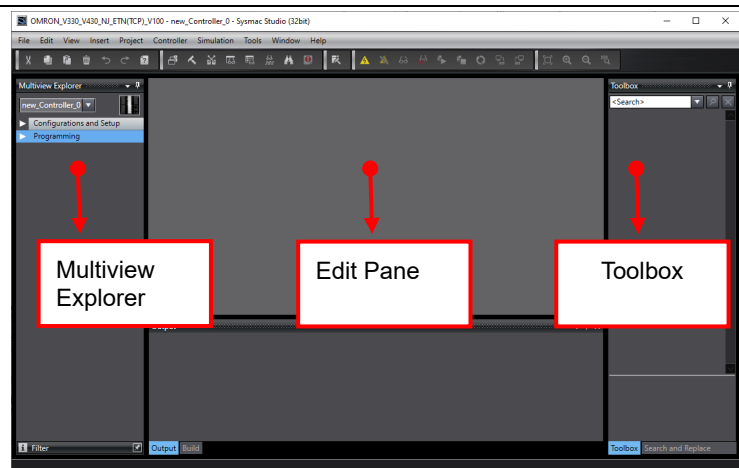 OMRON_V330_V430_NJ_ETN(TCP)_V100 - new_Controller_0 - Sysmac Studio (32bit)
File Edit View Insert Project Controller Simulation Tools Window Help
Multiview Explorer
Toolbox
new_Controller_0
<Search>
Configurations and Setup
Programming
Multiview
Explorer
Edit Pane
Toolbox
Output
Filter
Output Build
Toolbox Search and Replace